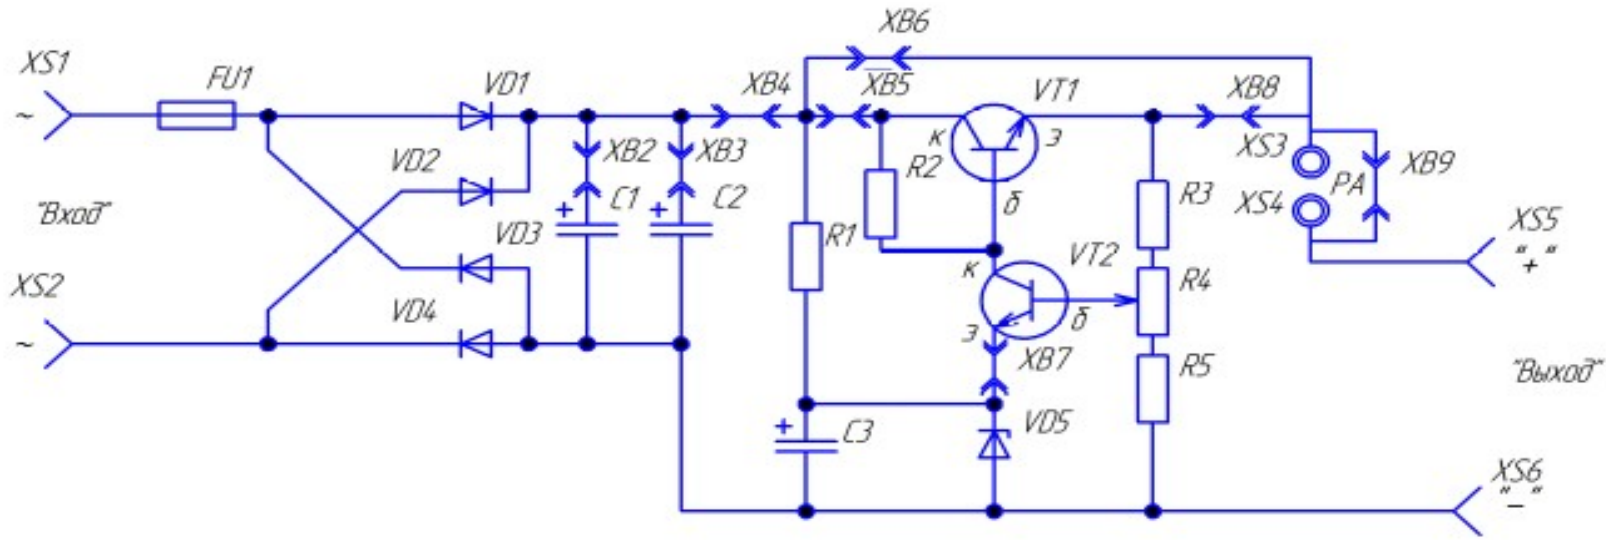 XB6
XS1
FU1
VD1
XB4
XB5
VT1
XB8
~
к
э
VD2
XB2
XB3
R2
XS3
XB9
"Вход"
+
C1
+
C2
б
R3
XS4
PA
VD3
R1
XS5
"+"
XS2
к
VT2
R4
VD4
б
~
э
XB7
R5
"Выход"
+
C3
VD5
XS6
"–"